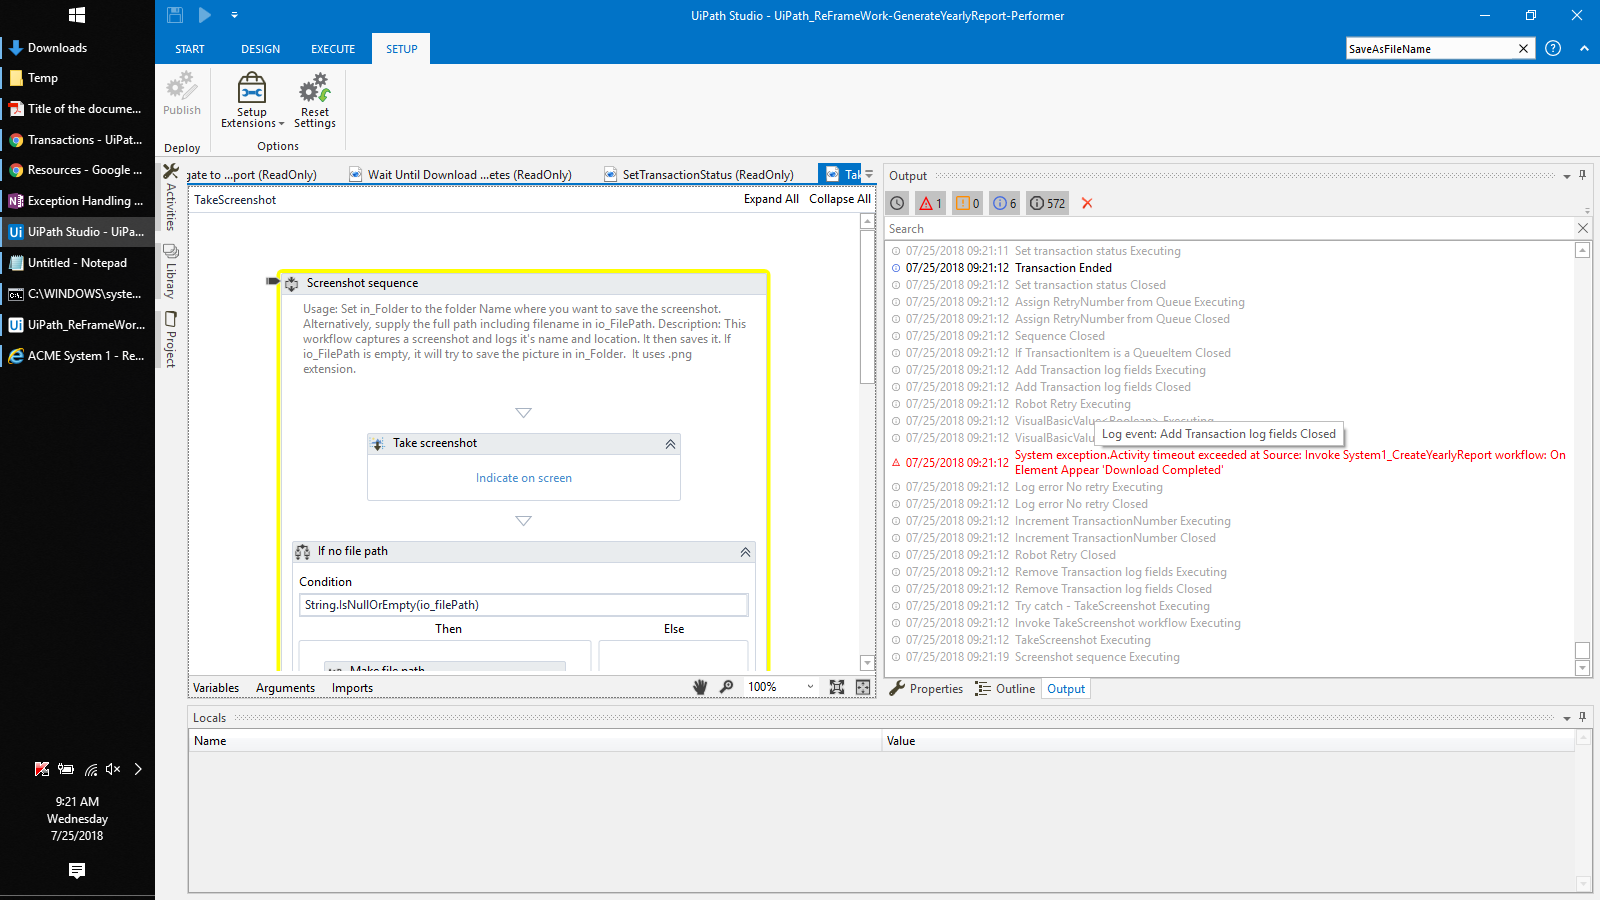 UiPath Studio - UiPath_ReFrameWork-GenerateYearlyReport-Performer
START DESIGN EXECUTE SETUP
SaveAsFileName
Publish
Setup Extensions
Reset Settings
Deploy
Options
Downloads
Temp
Title of the docume...
Transactions - UiPat...
Resources - Google ...
Exception Handling ...
UiPath Studio - UiPa...
Untitled - Notepad
C:\WINDOWS\syste...
UiPath_ReFrameWor...
ACME System 1 - Re...
9:21 AM
Wednesday
7/25/2018
Activities
Library
Project
gate to ...port (ReadOnly)
Wait Until Download ...etes (ReadOnly)
SetTransactionStatus (ReadOnly)
TakeScreenshot
Expand All Collapse All
Screenshot sequence
Usage: Set in_Folder to the folder Name where you want to save the screenshot.
Alternatively, supply the full path including filename in io_FilePath. Description: This
workflow captures a screenshot and logs it's name and location. It then saves it. If
io_FilePath is empty, it will try to save the picture in in_Folder. It uses .png
extension.
Take screenshot
Indicate on screen
If no file path
Condition
String.IsNullOrEmpty(io_filePath)
Then Else
Make file path
Variables Arguments Imports
100%
Output
1 0 6 572
Search
07/25/2018 09:21:11 Set transaction status Executing
07/25/2018 09:21:12 Transaction Ended
07/25/2018 09:21:12 Set transaction status Closed
07/25/2018 09:21:12 Assign RetryNumber from Queue Executing
07/25/2018 09:21:12 Assign RetryNumber from Queue Closed
07/25/2018 09:21:12 Sequence Closed
07/25/2018 09:21:12 If TransactionItem is a QueueItem Closed
07/25/2018 09:21:12 Add Transaction log fields Executing
07/25/2018 09:21:12 Add Transaction log fields Closed
07/25/2018 09:21:12 Robot Retry Executing
07/25/2018 09:21:12 VisualBasicValue<Boolean> Executing
07/25/2018 09:21:12 VisualBasicValu
Log event: Add Transaction log fields Closed
07/25/2018 09:21:12 System exception.Activity timeout exceeded at Source: Invoke System1_CreateYearlyReport workflow: On
Element Appear 'Download Completed'
07/25/2018 09:21:12 Log error No retry Executing
07/25/2018 09:21:12 Log error No retry Closed
07/25/2018 09:21:12 Increment TransactionNumber Executing
07/25/2018 09:21:12 Increment TransactionNumber Closed
07/25/2018 09:21:12 Robot Retry Closed
07/25/2018 09:21:12 Remove Transaction log fields Executing
07/25/2018 09:21:12 Remove Transaction log fields Closed
07/25/2018 09:21:12 Try catch - TakeScreenshot Executing
07/25/2018 09:21:12 Invoke TakeScreenshot workflow Executing
07/25/2018 09:21:12 TakeScreenshot Executing
07/25/2018 09:21:19 Screenshot sequence Executing
Properties Outline Output
Locals
Name Value